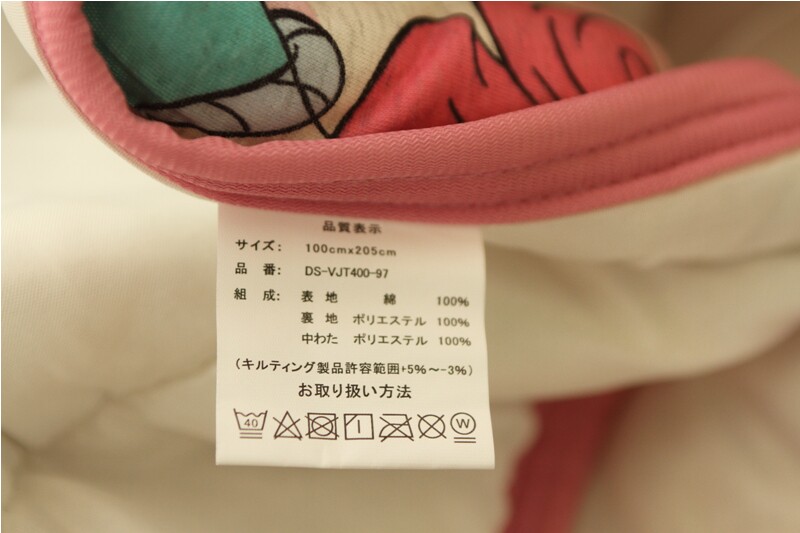 品質表示
サイズ: 100cmx205cm
品 番: DS-VJT400-97
組 成: 表 地 綿 100%
裏 地 ポリエステル 100%
中わた ポリエステル 100%
(キルティング製品許容範囲+5%～-3%)
お取り扱い方法
40 W